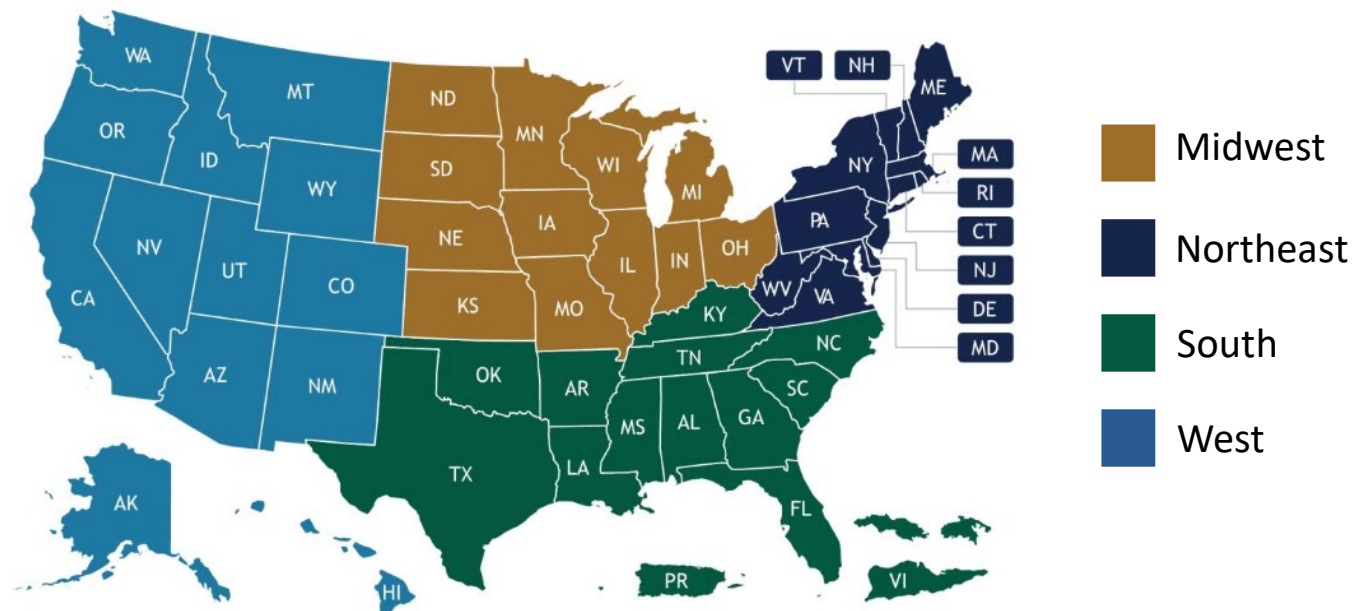 WA
MT
ND
MN
VT
NH
ME
OR
ID
WY
SD
WI
MI
NY
MA
RI
NV
UT
CO
NE
IA
IL
IN
OH
PA
CT
NJ
CA
KS
MO
KY
WV
VA
DE
MD
AZ
NM
OK
AR
TN
NC
SC
MS
AL
GA
TX
LA
FL
AK
HI
PR
VI
Midwest
Northeast
South
West